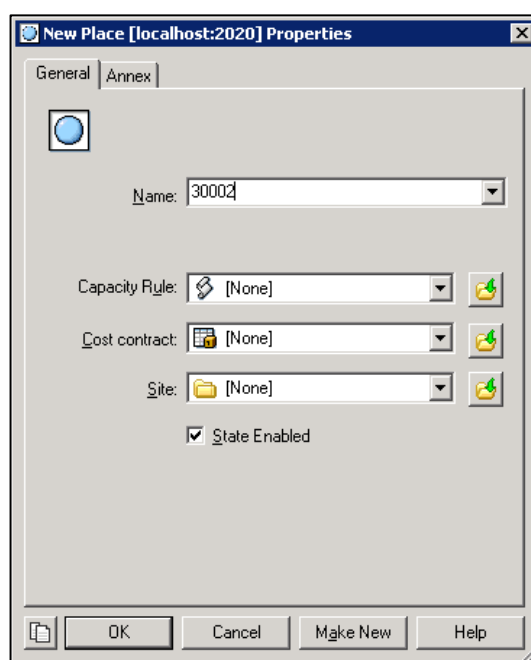 New Place [localhost:2020] Properties
General Annex
Name: 30002
Capacity Rule: [None]
Cost contract: [None]
Site: [None]
State Enabled
OK Cancel Make New Help